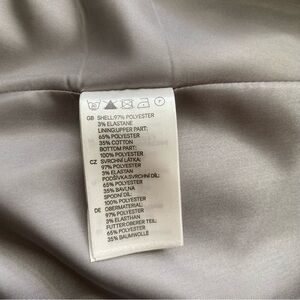 GB SHELL:97% POLYESTER
3% ELASTANE
LINING:UPPER PART:
65% POLYESTER
35% COTTON
BOTTOM PART:
100% POLYESTER
CZ SVRCHNÍ LÁTKA:
97% POLYESTER
3% ELASTAN
PODŠÍVKA:SVRCHNÍ DÍL:
65% POLYESTER
35% BAVLNA
SPODNÍ DÍL:
100% POLYESTER
DE OBERMATERIAL:
97% POLYESTER
3% ELASTHAN
FUTTER:OBERER TEIL:
65% POLYESTER
35% BAUMWOLLE